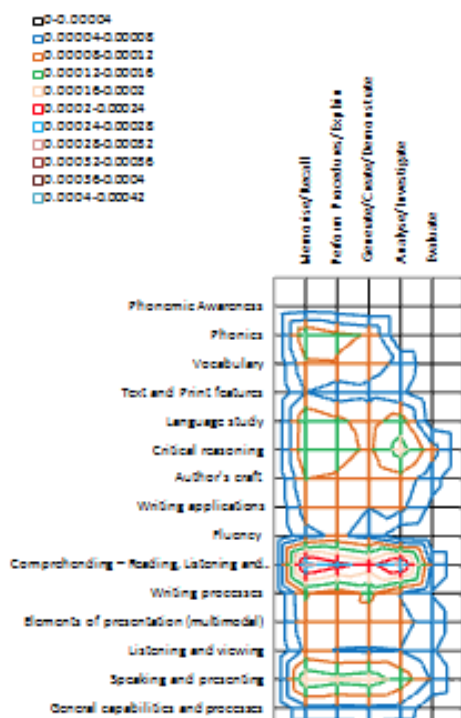 0-0.00004
0.00004-0.00008
0.00008-0.00012
0.00012-0.00016
0.00016-0.0002
0.0002-0.00024
0.00024-0.00028
0.00028-0.00032
0.00032-0.00036
0.00036-0.0004
0.0004-0.00042
Memorise/Recall
Perform Procedures/Explain
Generate/Create/Demonstrate
Analyse/Investigate
Evaluate
Phonemic Awareness
Phonics
Vocabulary
Text and Print features
Language study
Critical reasoning
Author's craft
Writing applications
Fluency
Comprehending – Reading, Listening and..
Writing processes
Elements of presentation (multimodal)
Listening and viewing
Speaking and presenting
General capabilities and processes